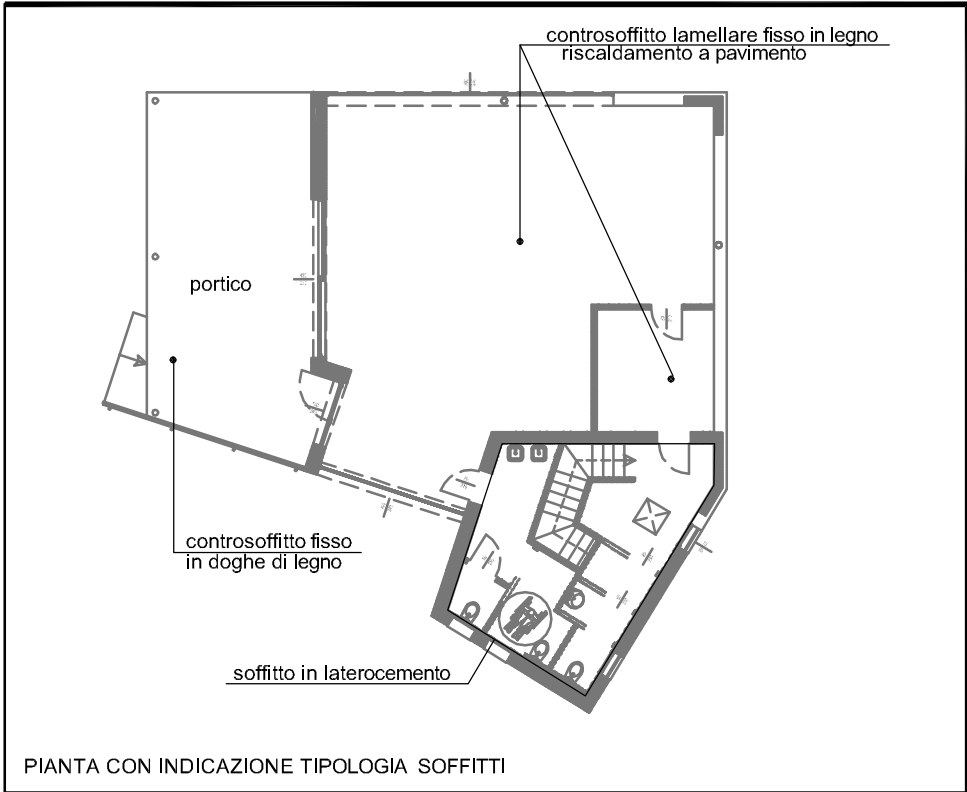 controsoffitto lamellare fisso in legno
riscaldamento a pavimento
portico
controsoffitto fisso
in doghe di legno
soffitto in laterocemento
PIANTA CON INDICAZIONE TIPOLOGIA SOFFITTI